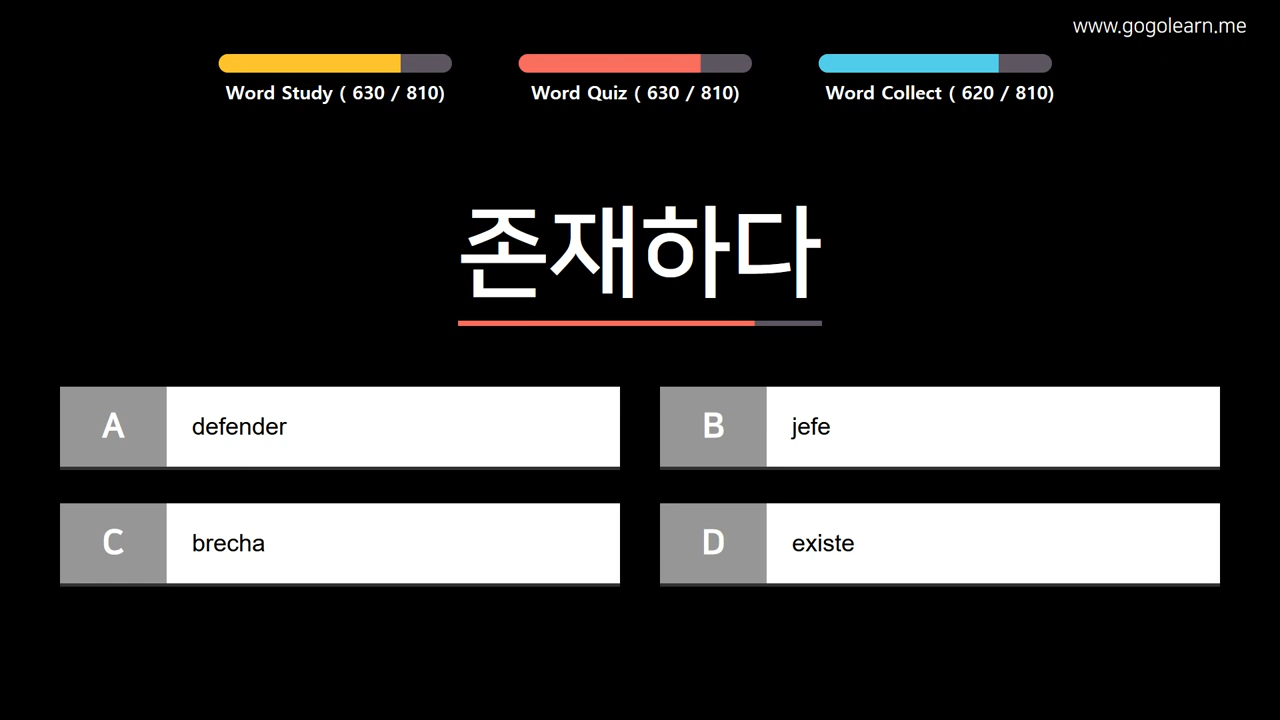 www.gogolearn.me
Word Study ( 630 / 810)
Word Quiz ( 630 / 810)
Word Collect ( 620 / 810)
존재하다
A defender
B jefe
C brecha
D existe